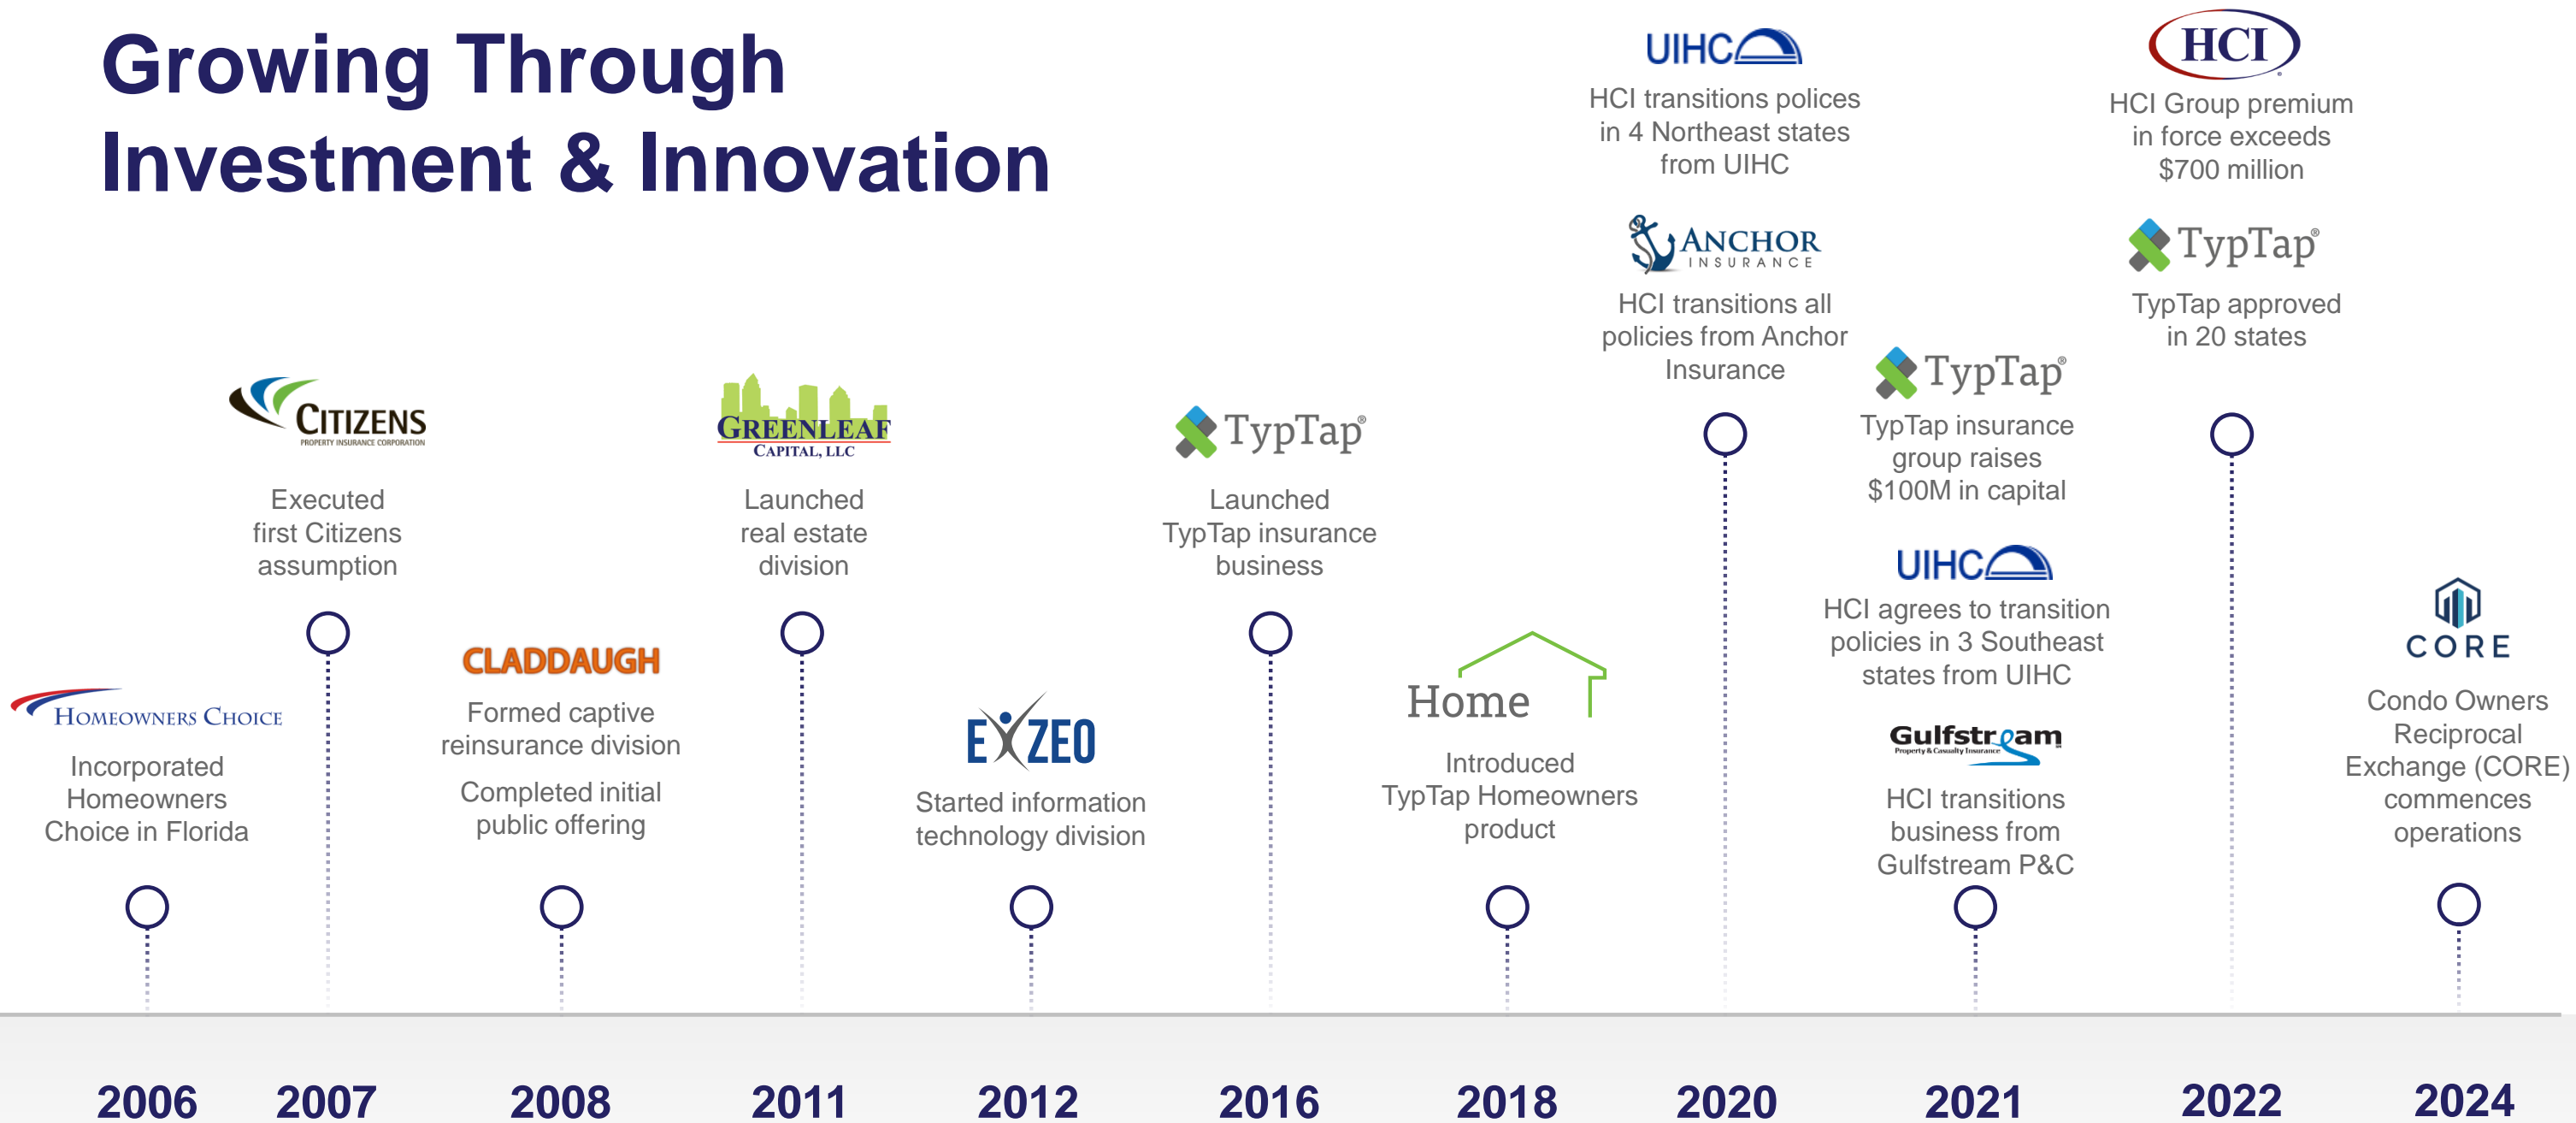 Growing Through
Investment & Innovation
HOMEOWNERS CHOICE
Incorporated
Homeowners
Choice in Florida
CITIZENS
PROPERTY INSURANCE CORPORATION
Executed
first Citizens
assumption
CLADDAUGH
Formed captive
reinsurance division
Completed initial
public offering
GREENLEAF
CAPITAL, LLC
Launched
real estate
division
EXZEO
Started information
technology division
TypTap®
Launched
TypTap insurance
business
Home
Introduced
TypTap Homeowners
product
UIHC
HCI transitions polices
in 4 Northeast states
from UIHC
ANCHOR
INSURANCE
HCI transitions all
policies from Anchor
Insurance
TypTap®
TypTap insurance
group raises
$100M in capital
UIHC
HCI agrees to transition
policies in 3 Southeast
states from UIHC
Gulfstream
Property & Casualty Insurance
HCI transitions
business from
Gulfstream P&C
HCI®
HCI Group premium
in force exceeds
$700 million
TypTap®
TypTap approved
in 20 states
CORE
Condo Owners
Reciprocal
Exchange (CORE)
commences
operations
2006 2007 2008 2011 2012 2016 2018 2020 2021 2022 2024